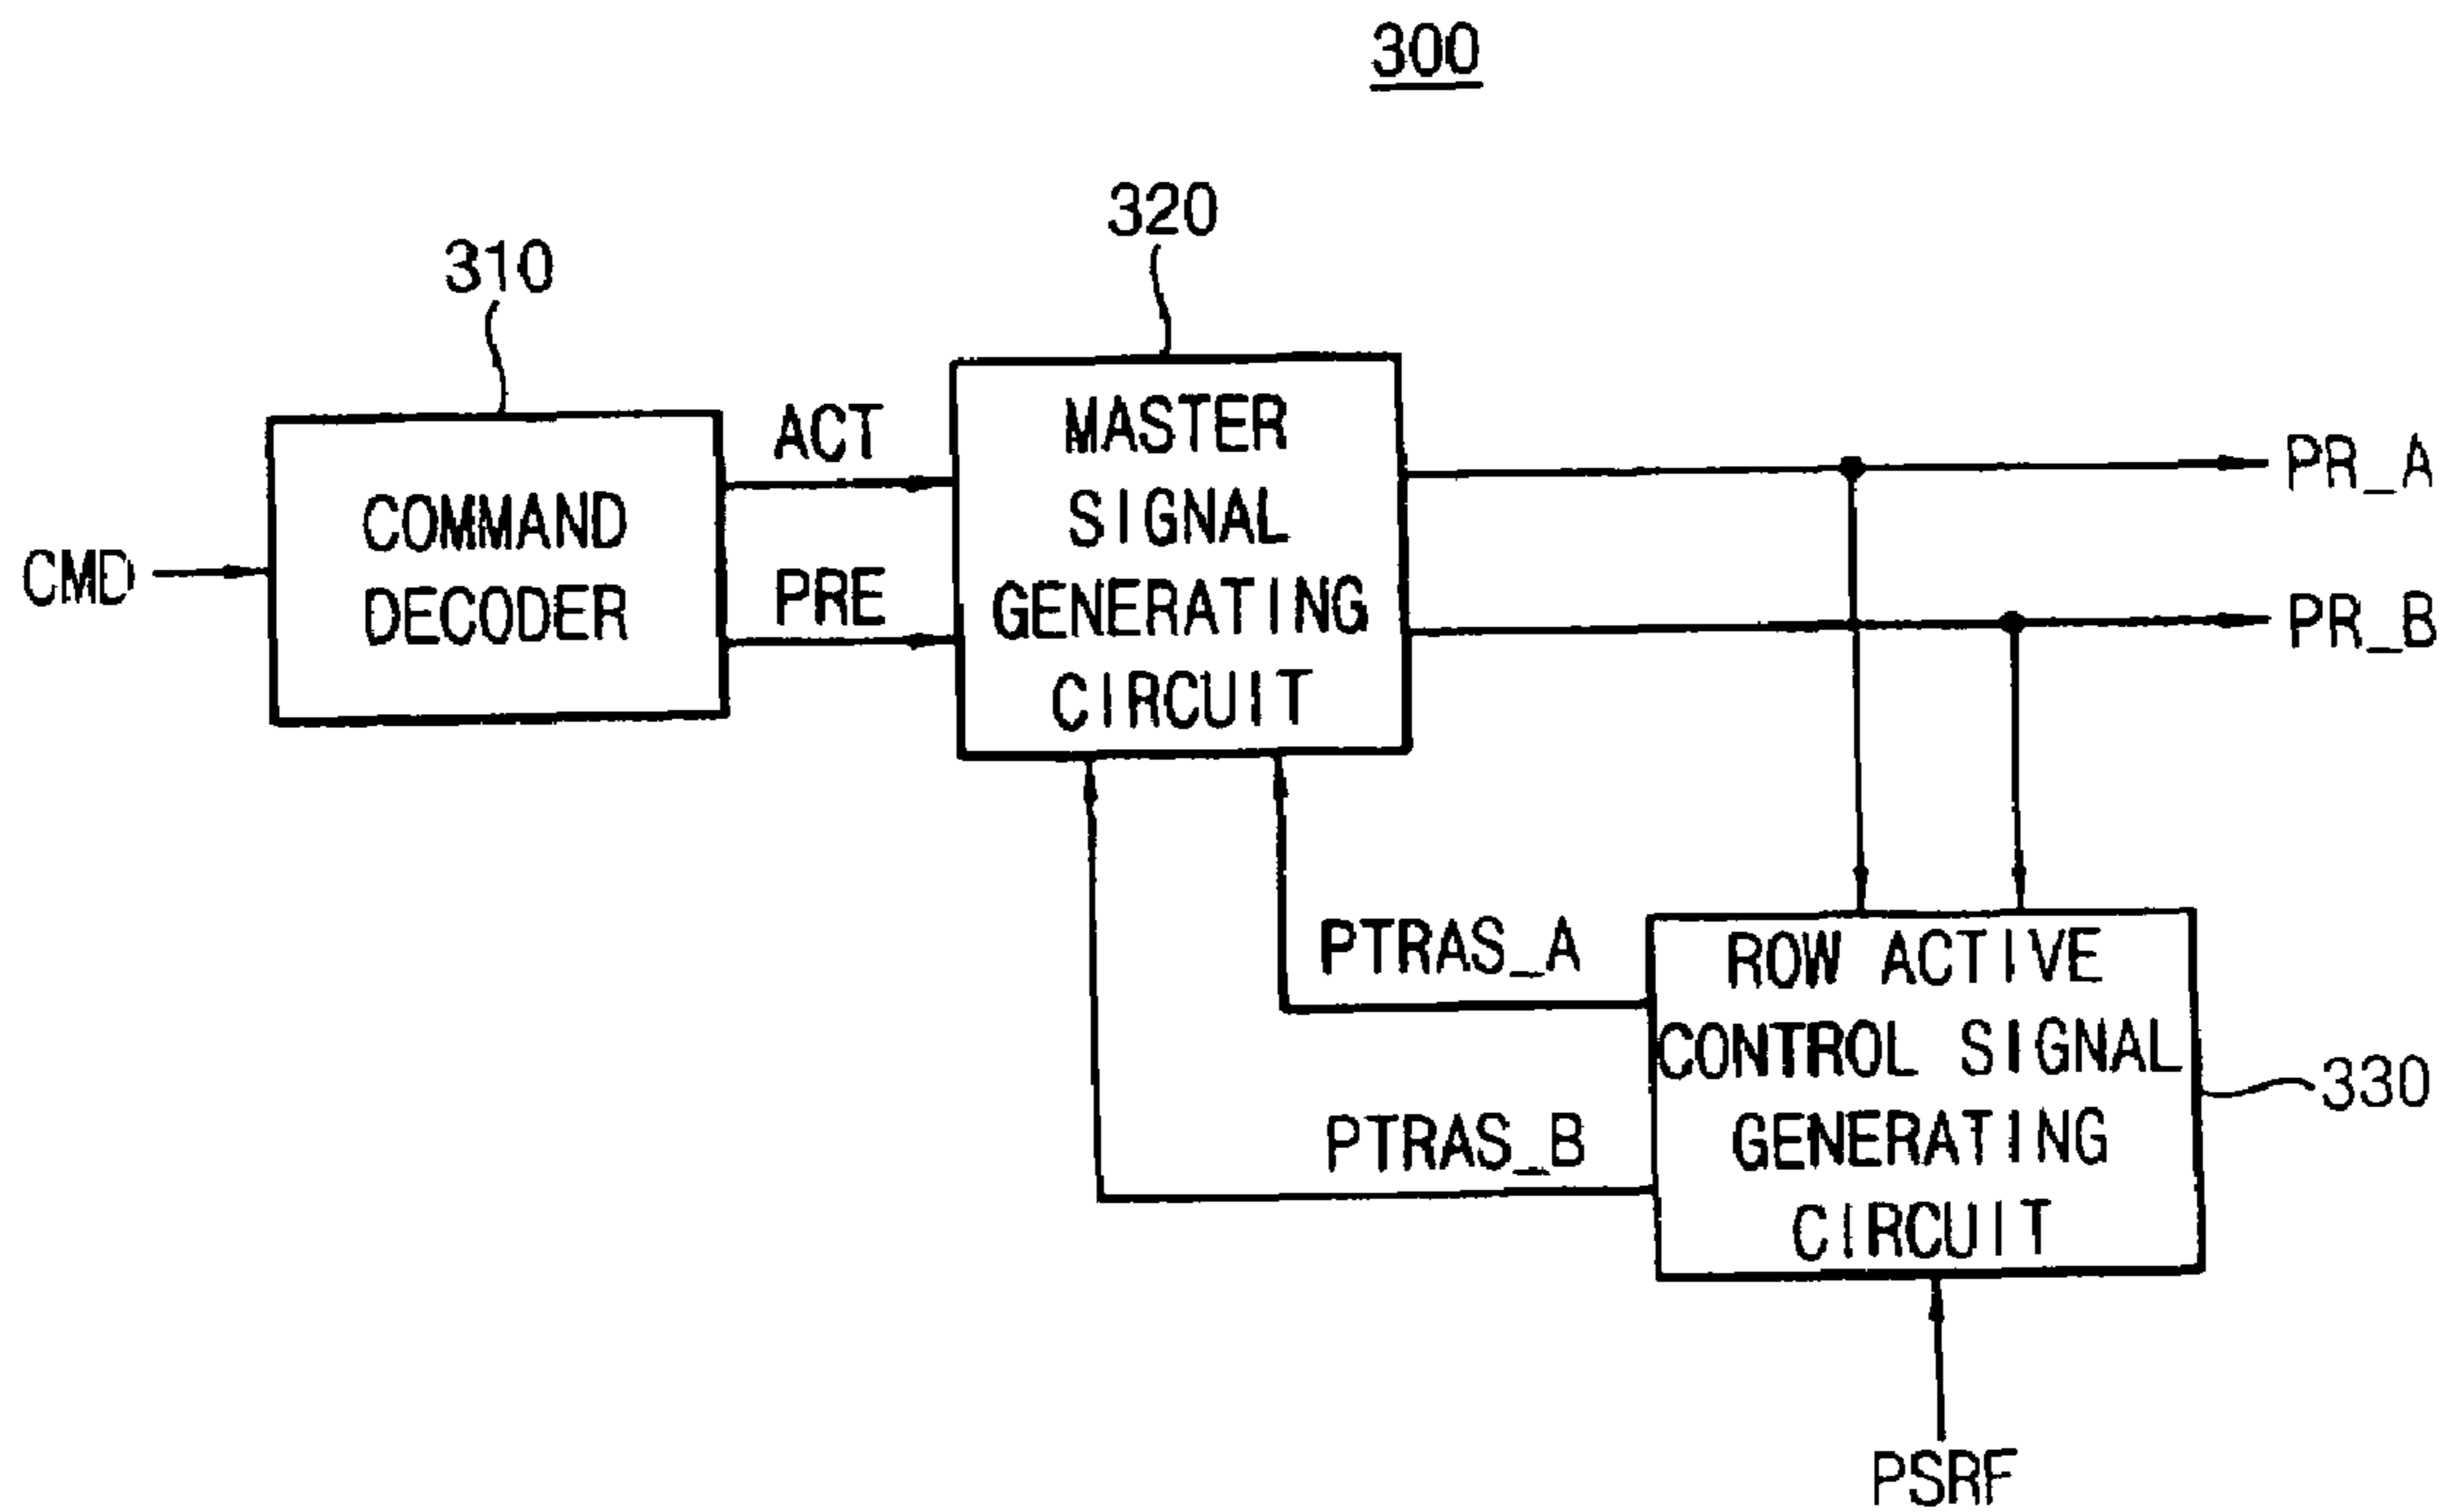 300
320
310
ACT
PRE
CMD
COMMAND
DECODER
MASTER
SIGNAL
GENERATING
CIRCUIT
PR_A
PR_B
PTRAS_A
PTRAS_B
ROW ACTIVE
CONTROL SIGNAL
GENERATING
CIRCUIT
330
PSRF